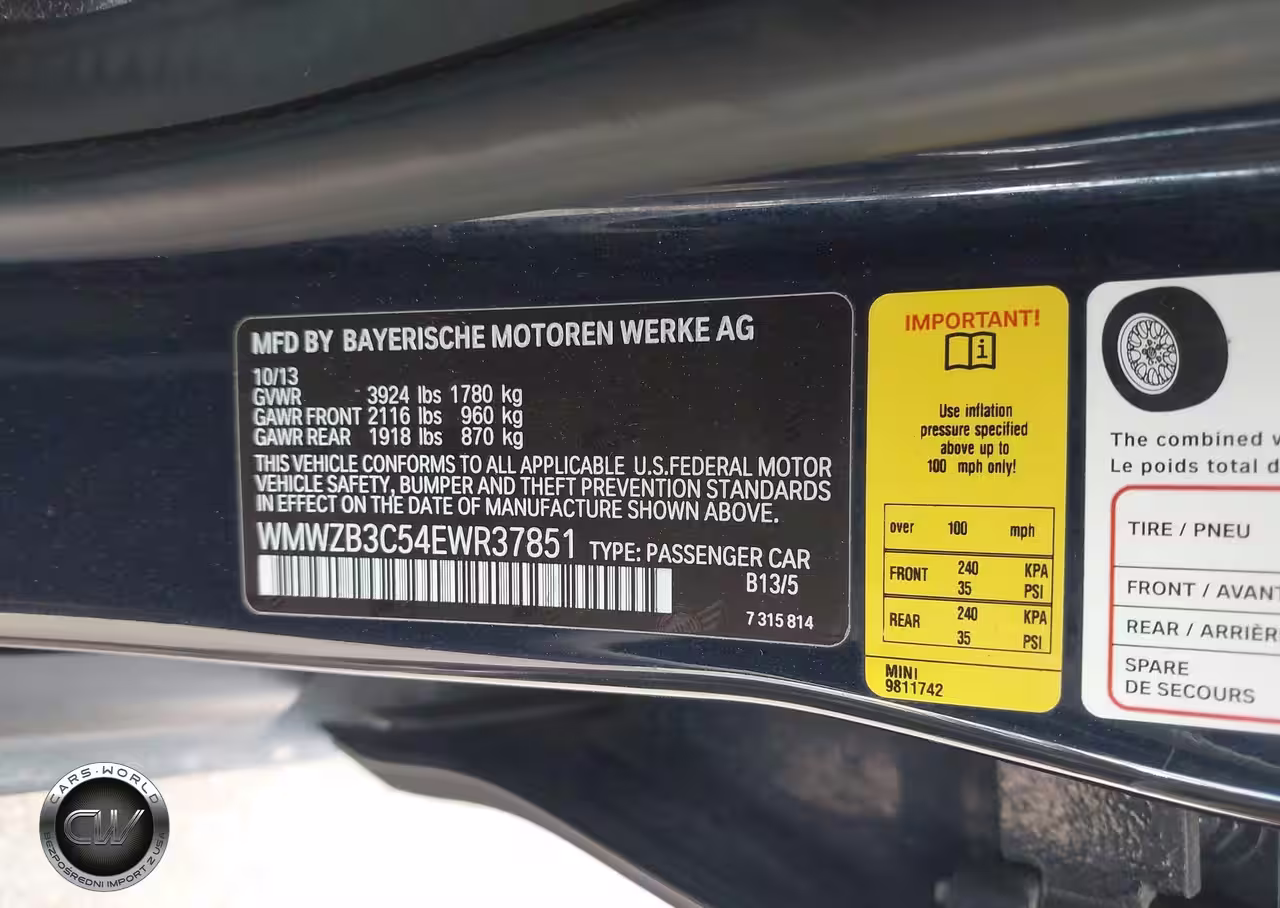 MFD BY BAYERISCHE MOTOREN WERKE AG
10/13
GVWR 3924 lbs 1780 kg
GAWR FRONT 2116 lbs 960 kg
GAWR REAR 1918 lbs 870 kg
THIS VEHICLE CONFORMS TO ALL APPLICABLE U.S.FEDERAL MOTOR
VEHICLE SAFETY, BUMPER AND THEFT PREVENTION STANDARDS
IN EFFECT ON THE DATE OF MANUFACTURE SHOWN ABOVE.
WMWZB3C54EWR37851 TYPE: PASSENGER CAR
B13/5
7 315 814
IMPORTANT!
i
Use inflation
pressure specified
above up to
100 mph only!
over 100 mph
FRONT 240 KPA
35 PSI
REAR 240 KPA
35 PSI
MINI
9811742
The combined
Le poids total d
TIRE / PNEU
FRONT / AVANT
REAR / ARRIÈR
SPARE
DE SECOURS
CARS-WORLD
CW
BEZPOŚREDNI IMPORT Z USA